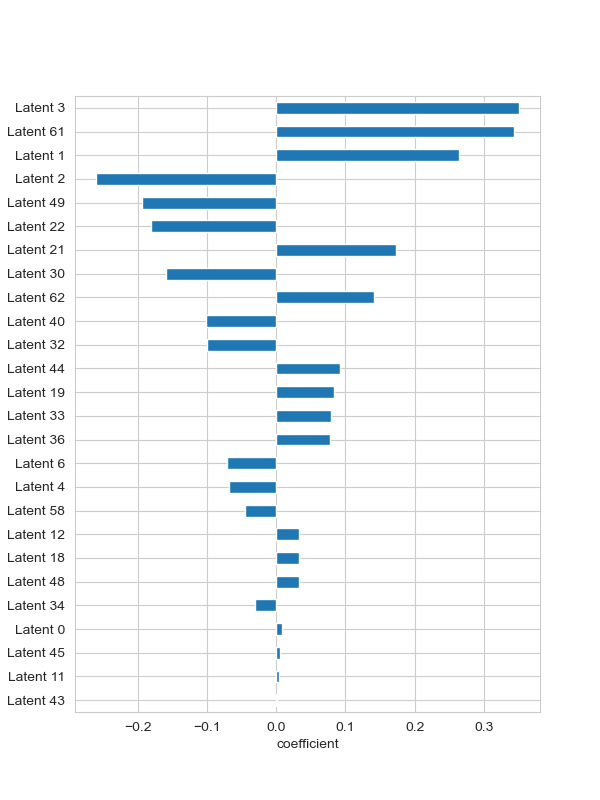 Latent 3
Latent 61
Latent 1
Latent 2
Latent 49
Latent 22
Latent 21
Latent 30
Latent 62
Latent 40
Latent 32
Latent 44
Latent 19
Latent 33
Latent 36
Latent 6
Latent 4
Latent 58
Latent 12
Latent 18
Latent 48
Latent 34
Latent 0
Latent 45
Latent 11
Latent 43
−0.2 −0.1 0.0 0.1 0.2 0.3
coefficient